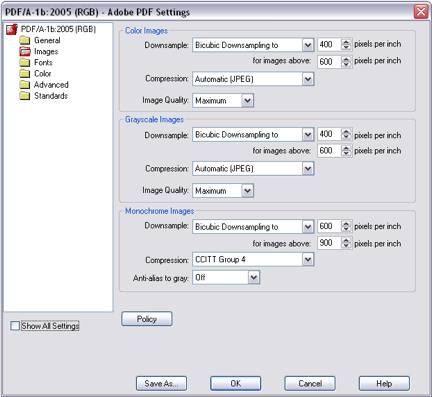 PDF/A-1b:2005 (RGB) - Adobe PDF Settings
PDF/A-1b:2005 (RGB)
General
Images
Fonts
Color
Advanced
Standards
Show All Settings
Color Images
Downsample: Bicubic Downsampling to 400 pixels per inch
for images above: 600 pixels per inch
Compression: Automatic (JPEG)
Image Quality: Maximum
Grayscale Images
Downsample: Bicubic Downsampling to 400 pixels per inch
for images above: 600 pixels per inch
Compression: Automatic (JPEG)
Image Quality: Maximum
Monochrome Images
Downsample: Bicubic Downsampling to 600 pixels per inch
for images above: 900 pixels per inch
Compression: CCITT Group 4
Anti-alias to gray: Off
Policy
Save As... OK Cancel Help